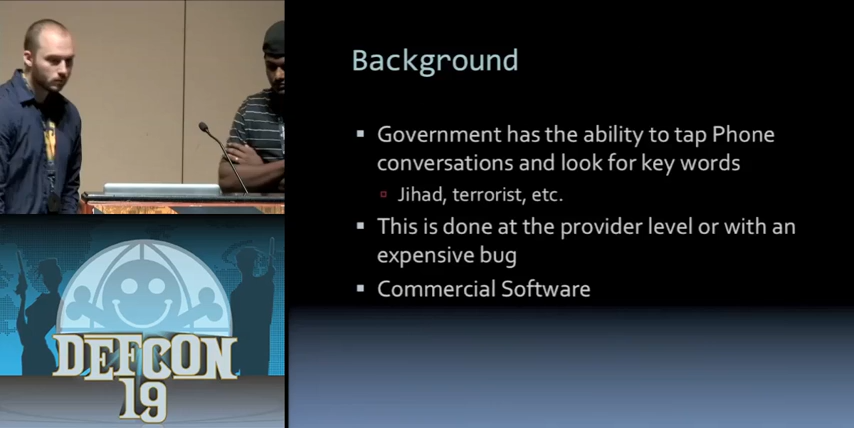 Background
Government has the ability to tap Phone
conversations and look for key words
Jihad, terrorist, etc.
This is done at the provider level or with an
expensive bug
Commercial Software
DEFCON
19